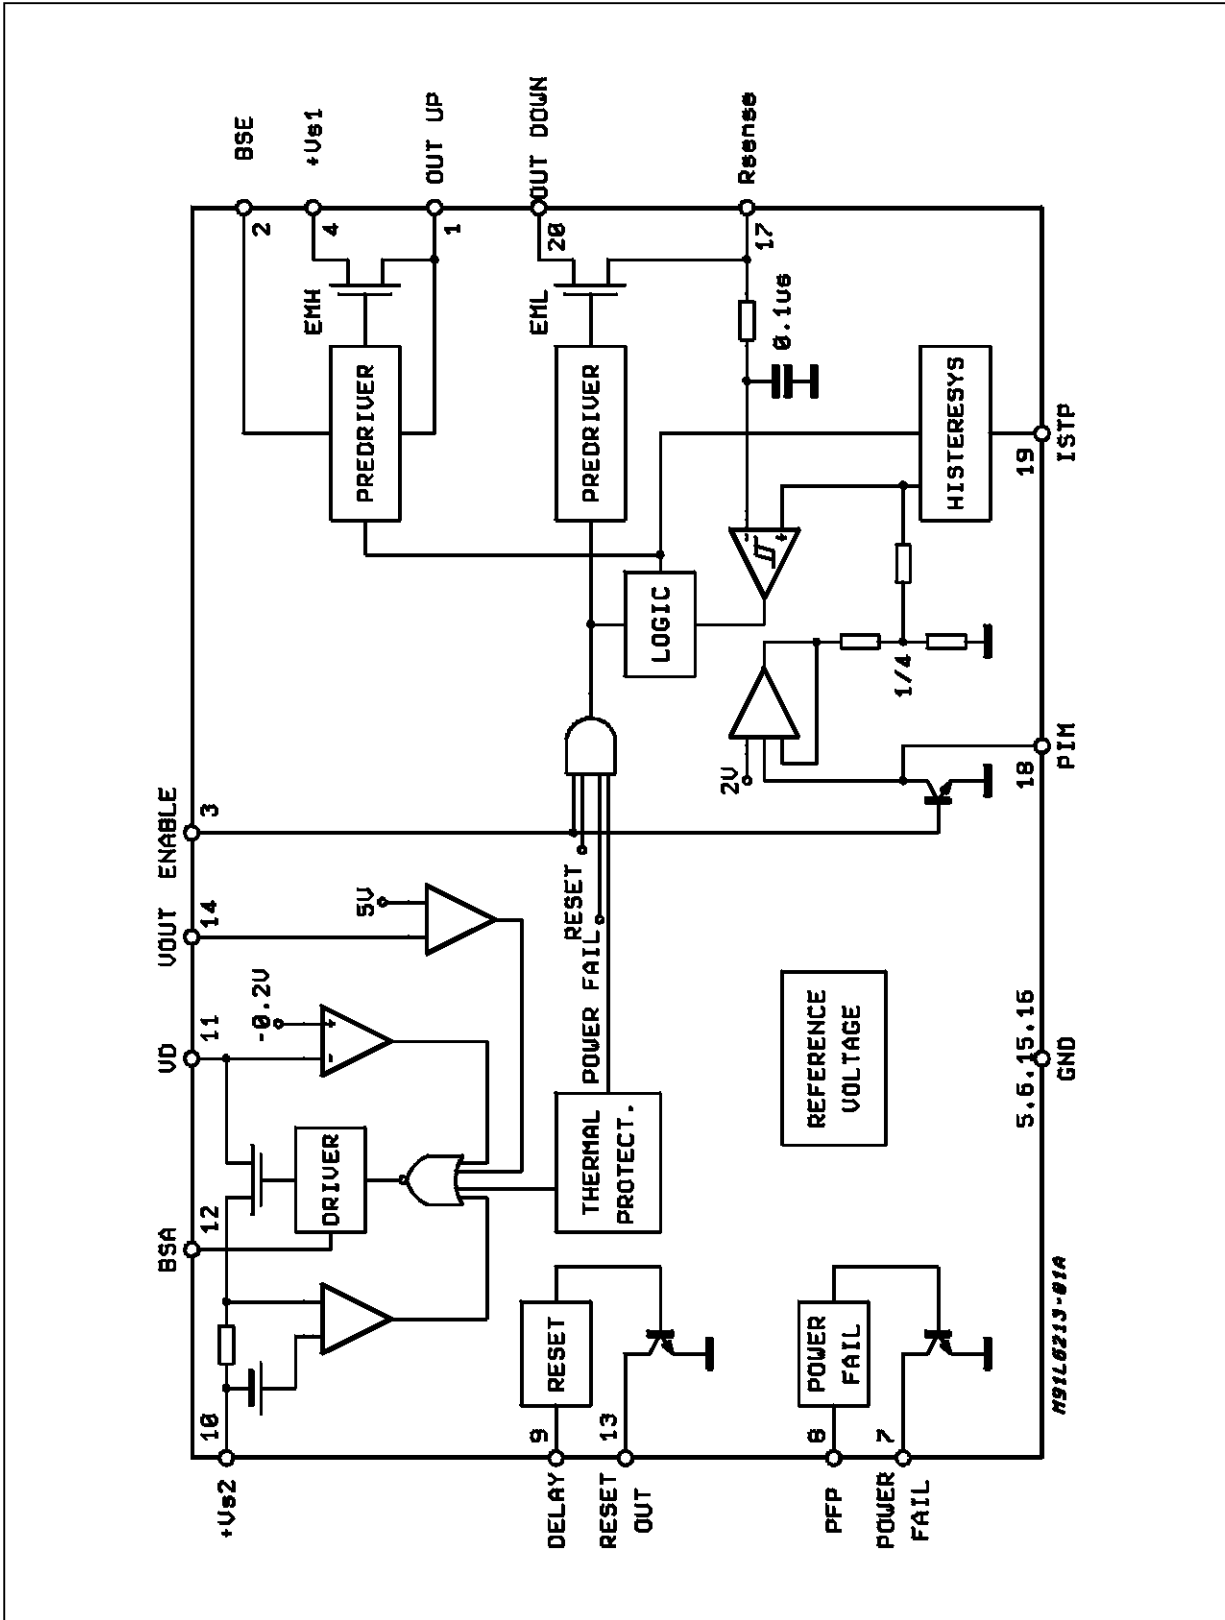 BSA
12
VD
11
VOUT
14
ENABLE
3
+Vs2
10
-0.2V
5V
BSE
2
DRIVER
+Vs1
4
EMH
PREDRIVER
OUT UP
1
THERMAL
PROTECT.
RESET
POWER FAIL
OUT DOWN
20
EML
PREDRIVER
DELAY
9
RESET
RESET
OUT
13
LOGIC
2V
Rsense
17
0.1us
PFP
8
POWER
FAIL
POWER
FAIL
7
REFERENCE
VOLTAGE
1/4
HISTERESYS
M91L6213-01A
5.6.15.16
GND
18
PIM
19
ISTP
+
-
-
+